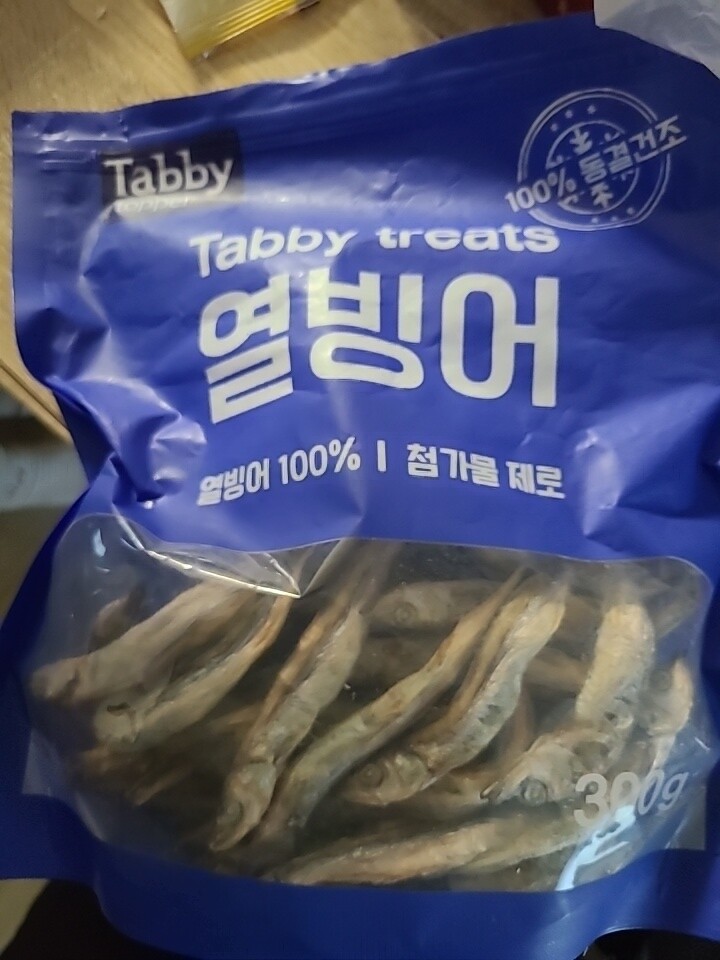 Tabby
Tabby treats
100% 동결건조
열빙어
열빙어 100% | 첨가물 제로
300g